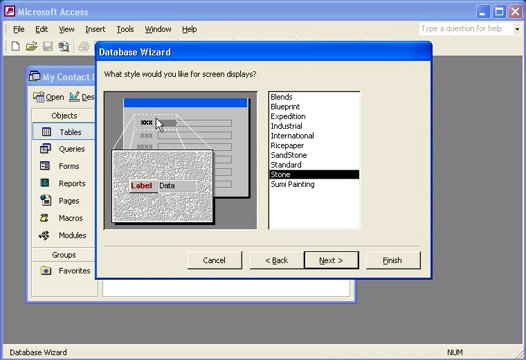 Microsoft Access
File Edit View Insert Tools Window Help
Type a question for help
Database Wizard
What style would you like for screen displays?
My Contact
Open Des
Objects
Tables
Queries
Forms
Reports
Pages
Macros
Modules
Groups
Favorites
xxx
xxxx
Label Data
Blends
Blueprint
Expedition
Industrial
International
Ricepaper
SandStone
Standard
Stone
Sumi Painting
Cancel
< Back
Next >
Finish
Database Wizard
NUM